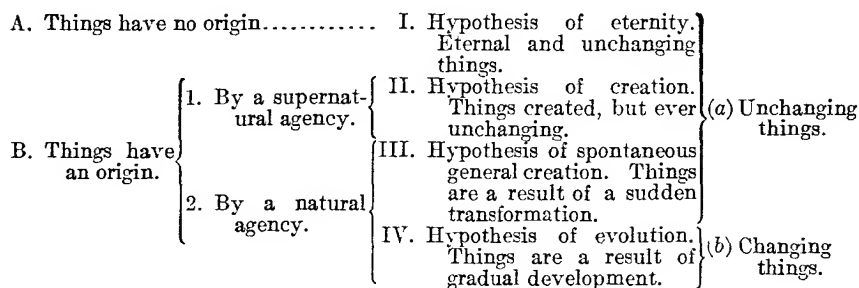 A. Things have no origin............ I. Hypothesis of eternity.
Eternal and unchanging
things.
II. Hypothesis of creation.
Things created, but ever
unchanging.
1. By a supernat-
ural agency.
(a) Unchanging
things.
B. Things have
an origin.
III. Hypothesis of spontaneous
general creation. Things
are a result of a sudden
transformation.
2. By a natural
agency.
IV. Hypothesis of evolution.
Things are a result of
gradual development.
(b) Changing
things.